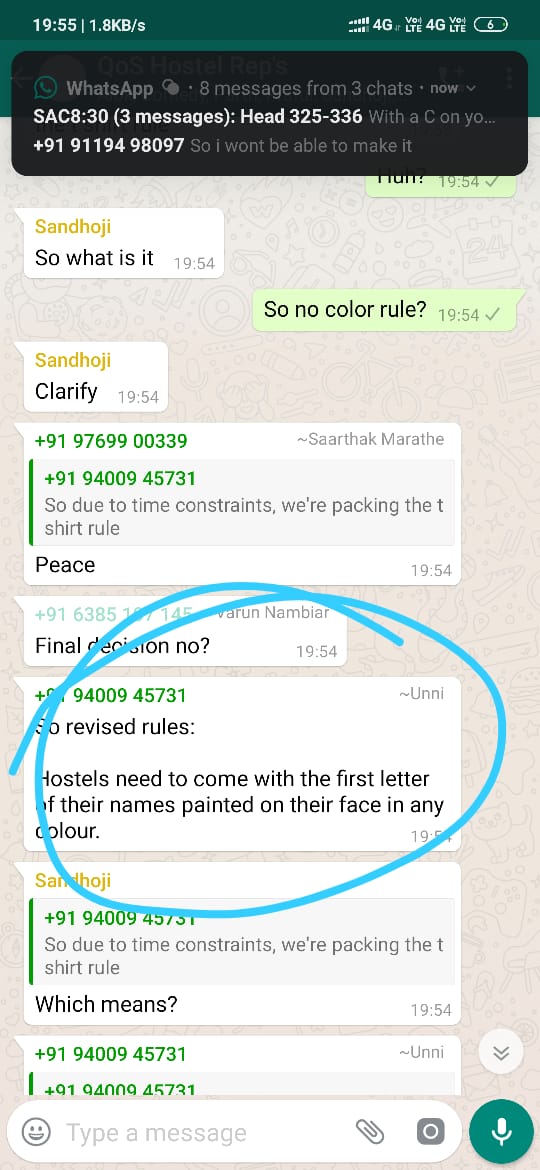 19:55 | 1.8KB/s 4G Vo) LTE 4G Vo) LTE 6
QoS Hostel Rep's
WhatsApp • 8 messages from 3 chats • now
SAC8:30 (3 messages): Head 325-336 With a C on yo...
+91 91194 98097 So i wont be able to make it
Huh? 19:54
Sandhoji
So what is it 19:54
So no color rule? 19:54
Sandhoji
Clarify 19:54
+91 97699 00339 ~Saarthak Marathe
+91 94009 45731
So due to time constraints, we're packing the t
shirt rule
Peace 19:54
+91 6385 197 145 Varun Nambiar
Final decision no? 19:54
+91 94009 45731 ~Unni
So revised rules:
Hostels need to come with the first letter
of their names painted on their face in any
colour. 19:54
Sandhoji
+91 94009 45731
So due to time constraints, we're packing the t
shirt rule
Which means? 19:54
+91 94009 45731 ~Unni
+91 94009 45731
Type a message